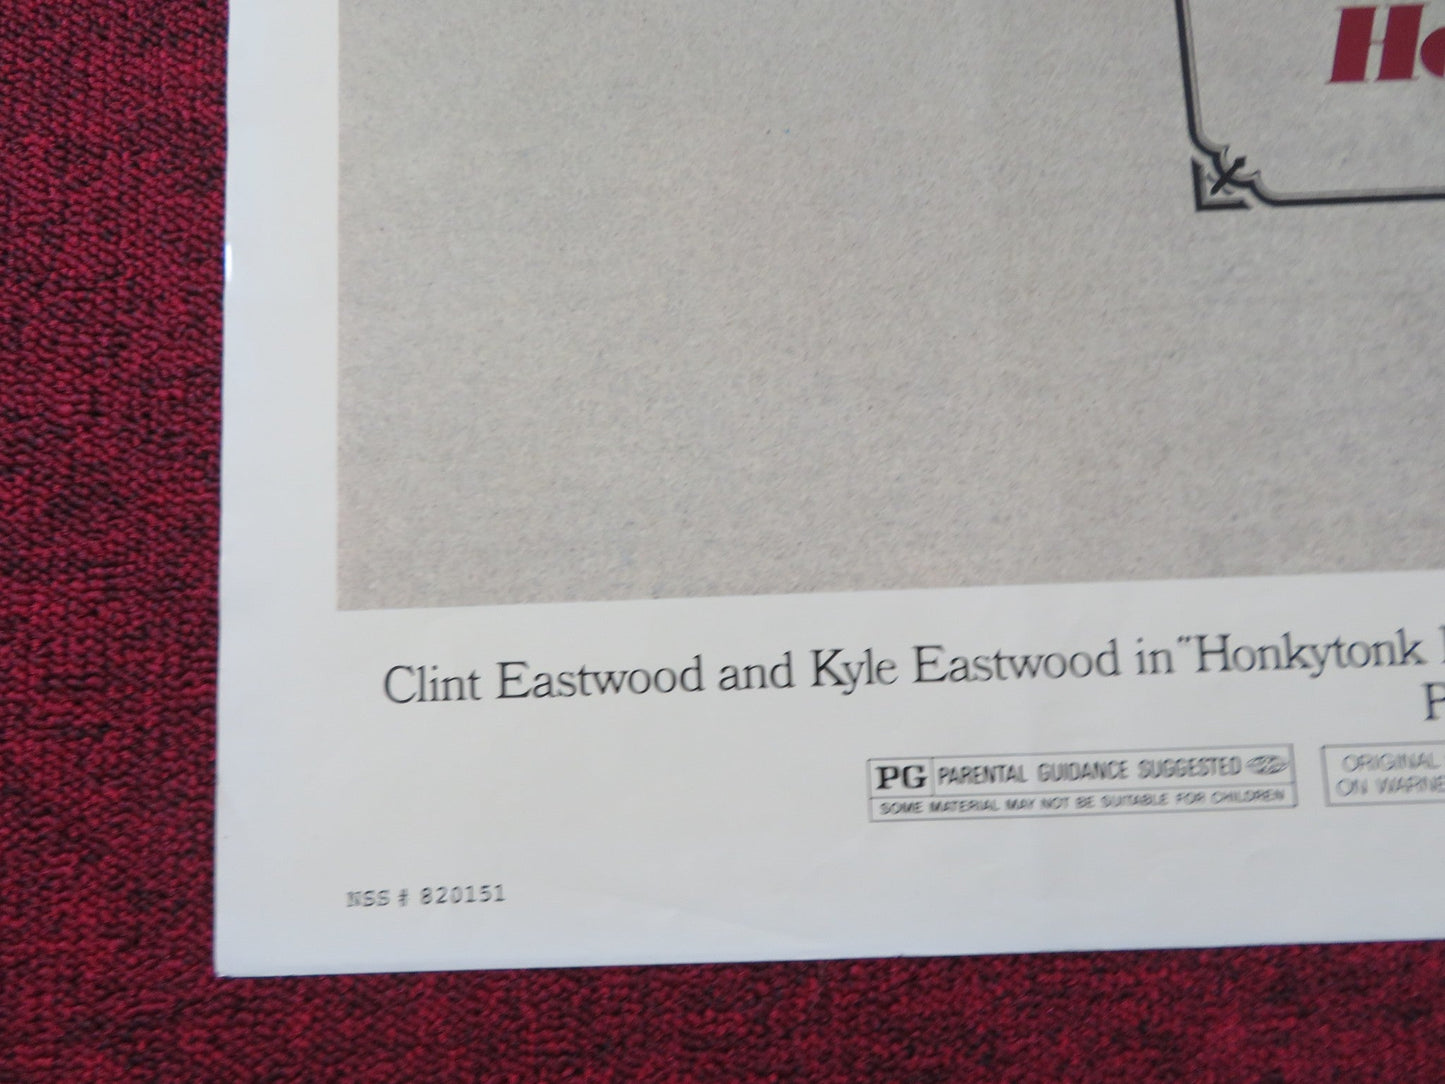 Ho
Clint Eastwood and Kyle Eastwood in "Honkytonk
P
PG PARENTAL GUIDANCE SUGGESTED
SOME MATERIAL MAY NOT BE SUITABLE FOR CHILDREN
ORIGINAL
ON WARNE
NSS # 820151